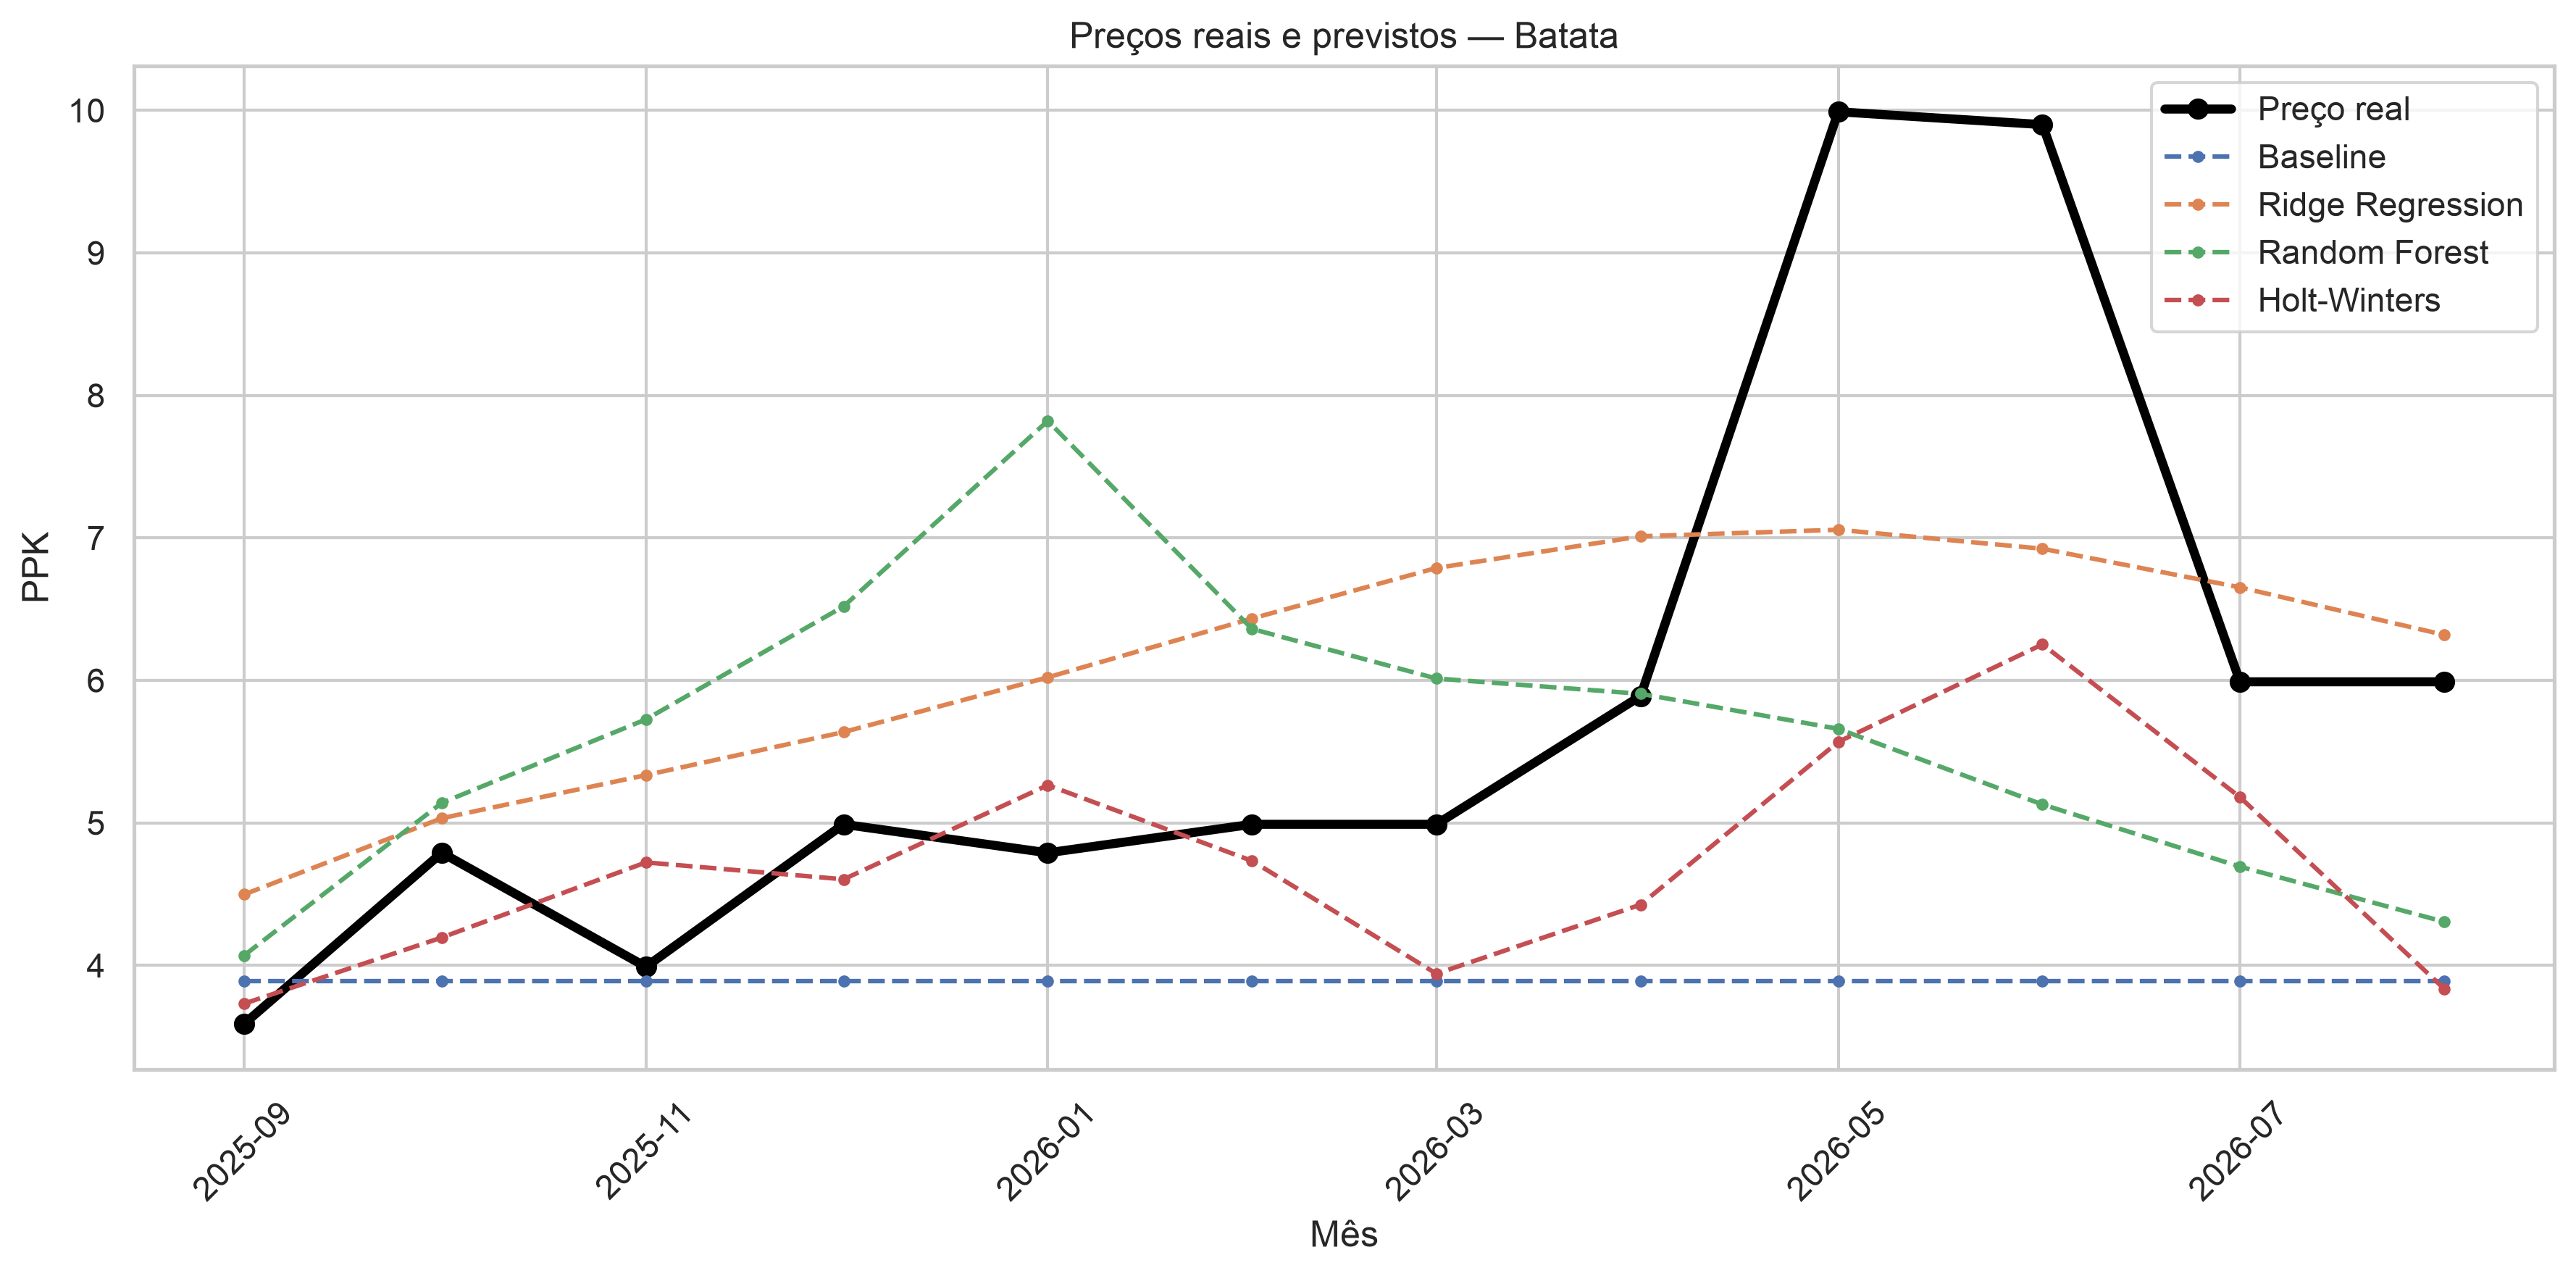 Preços reais e previstos — Batata
10
9
8
7
6
5
4
PPK
Preço real
Baseline
Ridge Regression
Random Forest
Holt-Winters
2025-09
2025-11
2026-01
2026-03
2026-05
2026-07
Mês